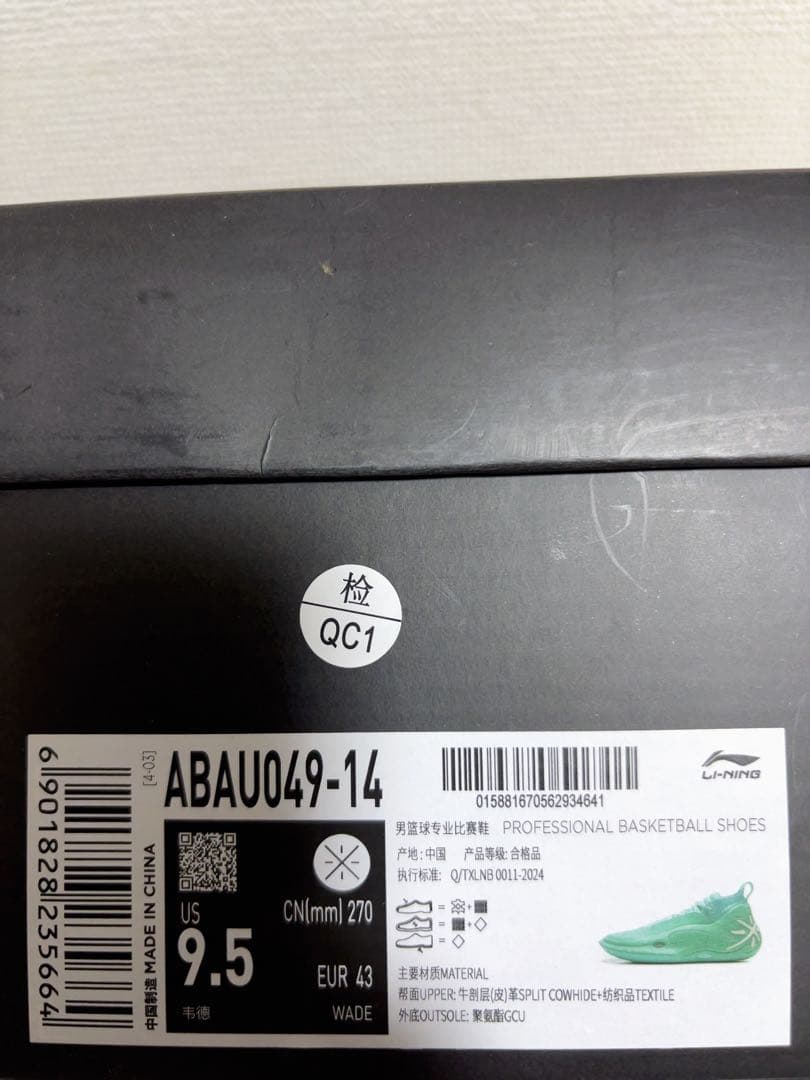 检
QC1
6901828235664
[4-03]
中国制造 MADE IN CHINA
ABAU049-14
015881670562934641
LI-NING
男篮球专业比赛鞋 PROFESSIONAL BASKETBALL SHOES
产地: 中国 产品等级: 合格品
执行标准: Q/TXLNB 0011-2024
US
9.5
韦德
CN(mm) 270
EUR 43
WADE
主要材质MATERIAL
帮面UPPER: 牛剖层(皮)革SPLIT COWHIDE+纺织品TEXTILE
外底OUTSOLE: 聚氨酯GCU